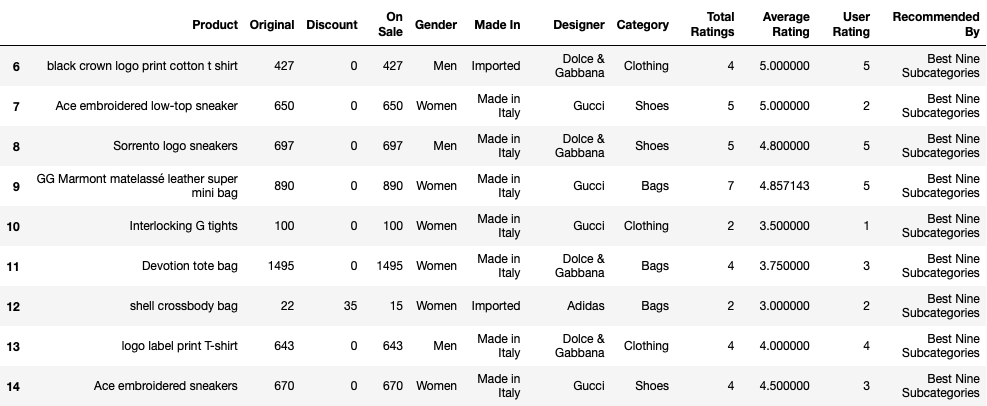 Product Original Discount On Sale Gender Made In Designer Category Total Ratings Average Rating User Rating Recommended By
6 black crown logo print cotton t shirt 427 0 427 Men Imported Dolce & Gabbana Clothing 4 5.000000 5 Best Nine Subcategories
7 Ace embroidered low-top sneaker 650 0 650 Women Made in Italy Gucci Shoes 5 5.000000 2 Best Nine Subcategories
8 Sorrento logo sneakers 697 0 697 Men Made in Italy Dolce & Gabbana Shoes 5 4.800000 5 Best Nine Subcategories
9 GG Marmont matelassé leather super mini bag 890 0 890 Women Made in Italy Gucci Bags 7 4.857143 5 Best Nine Subcategories
10 Interlocking G tights 100 0 100 Women Made in Italy Gucci Clothing 2 3.500000 1 Best Nine Subcategories
11 Devotion tote bag 1495 0 1495 Women Made in Italy Dolce & Gabbana Bags 4 3.750000 3 Best Nine Subcategories
12 shell crossbody bag 22 35 15 Women Imported Adidas Bags 2 3.000000 2 Best Nine Subcategories
13 logo label print T-shirt 643 0 643 Men Made in Italy Dolce & Gabbana Clothing 4 4.000000 4 Best Nine Subcategories
14 Ace embroidered sneakers 670 0 670 Women Made in Italy Gucci Shoes 4 4.500000 3 Best Nine Subcategories